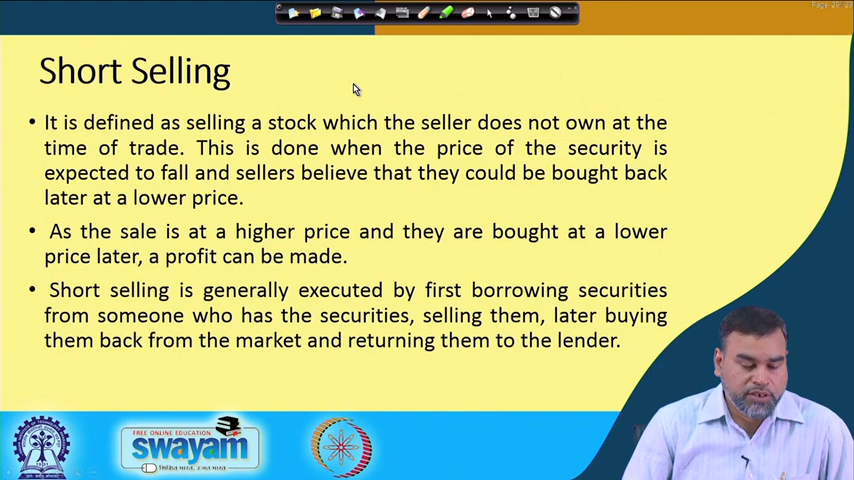 Page 29/29
Short Selling
• It is defined as selling a stock which the seller does not own at the
time of trade. This is done when the price of the security is
expected to fall and sellers believe that they could be bought back
later at a lower price.
• As the sale is at a higher price and they are bought at a lower
price later, a profit can be made.
• Short selling is generally executed by first borrowing securities
from someone who has the securities, selling them, later buying
them back from the market and returning them to the lender.
FREE ONLINE EDUCATION
swayam